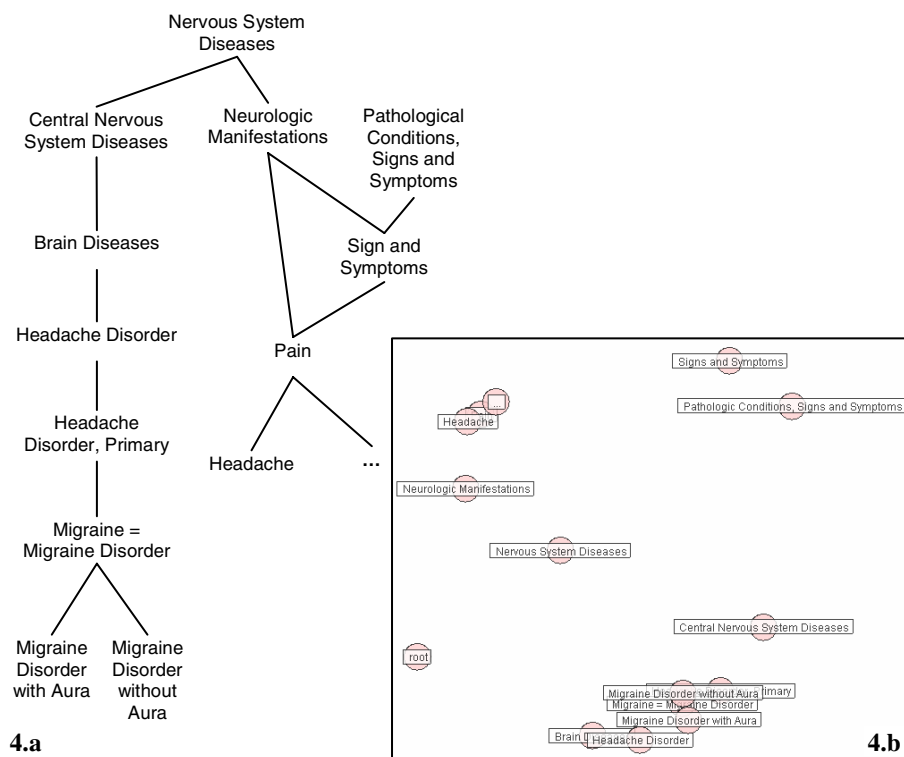 Nervous System
Diseases
Central Nervous
System Diseases
Neurologic
Manifestations
Pathological
Conditions,
Signs and
Symptoms
Brain Diseases
Sign and
Symptoms
Headache Disorder
Pain
Headache
Disorder, Primary
Headache
...
Migraine =
Migraine Disorder
Migraine
Disorder
with Aura
Migraine
Disorder
without
Aura
4.a
Signs and Symptoms
...
Pathologic Conditions, Signs and Symptoms
Headache
Neurologic Manifestations
Nervous System Diseases
Central Nervous System Diseases
root
Migraine Disorder without Aura
Primary
Migraine = Migraine Disorder
Migraine Disorder with Aura
Brain
Headache Disorder
4.b